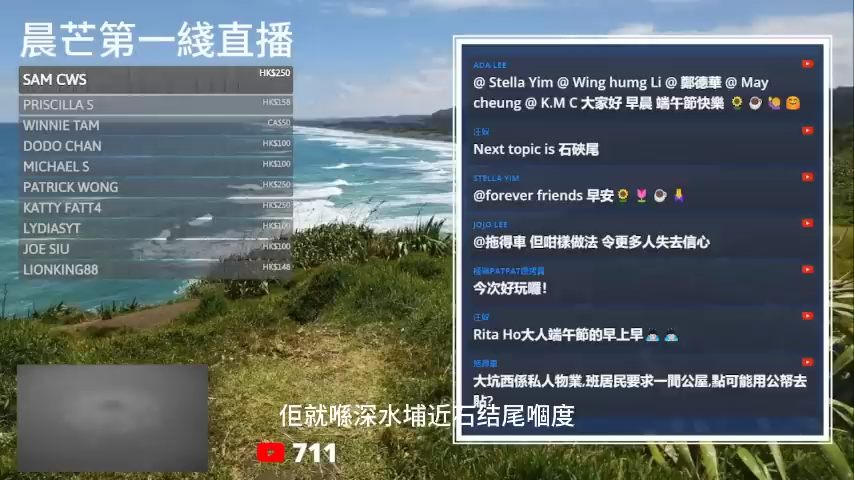 晨芒第一綫直播
SAM CWS HK$250
PRISCILLA S HK$158
WINNIE TAM CA$50
DODO CHAN HK$100
MICHAEL S HK$100
PATRICK WONG HK$250
KATTY FATT4 HK$250
LYDIASYT HK$100
JOE SIU HK$100
LIONKING88 HK$148
ADA LEE
@ Stella Yim @ Wing humg Li @ 鄭德華 @ May
cheung @ K.M C 大家好 早晨 端午節快樂 🌻 ☕ 🙋 🤗
汪奴
Next topic is 石硤尾
STELLA YIM
@forever friends 早安🌻 🌷 ☕ 🧘
JOJO LEE
@拖得車 但咁樣做法 令更多人失去信心
今次好玩囉!
汪奴
Rita Ho大人端午節的早上早🙇🏻 🙇🏻
拖得車
大坑西係私人物業,班居民要求一間公屋,點可能用公帑去
貼?
佢就喺深水埔近石结尾嗰度
711